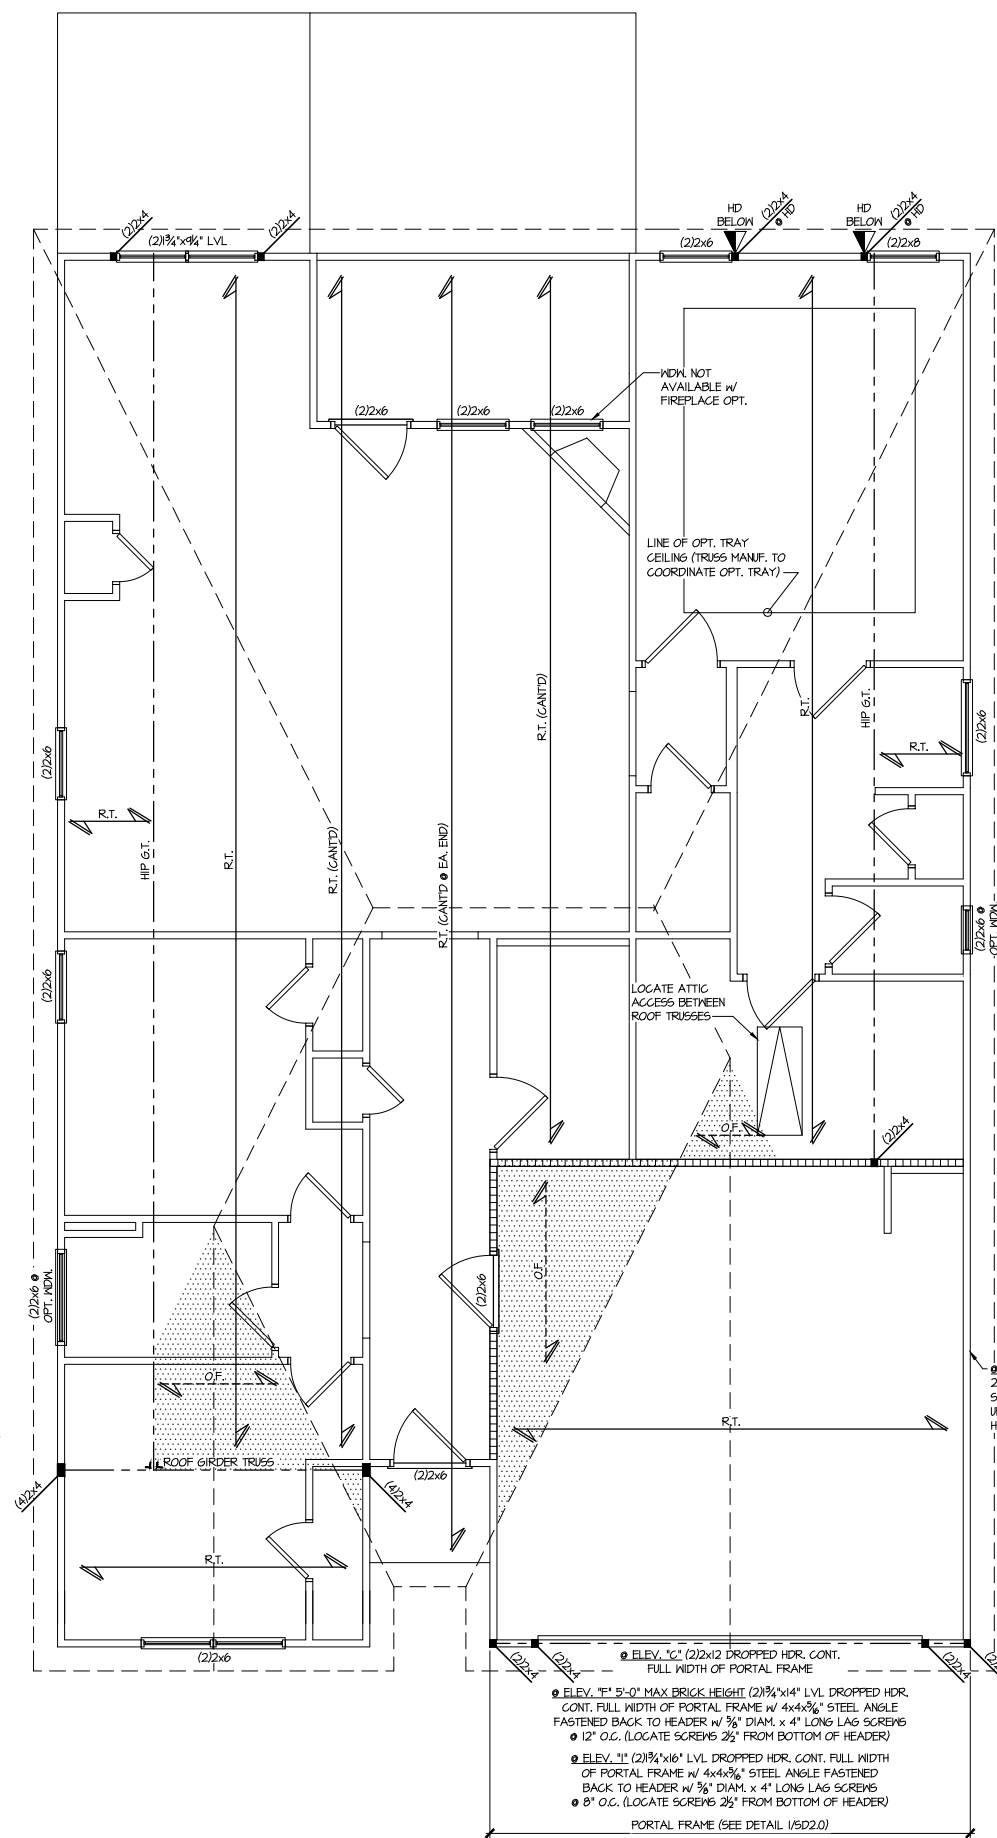 (2)2x4
(2)1¾"x9¼" LVL
(2)2x4
HD
BELOW
(2)2x4
@ HD
HD
BELOW
(2)2x4
@ HD
(2)2x6
(2)2x8
WDW. NOT
AVAILABLE W/
FIREPLACE OPT.
(2)2x6
(2)2x6
(2)2x6
LINE OF OPT. TRAY
CEILING (TRUSS MANUF. TO
COORDINATE OPT. TRAY)
R.T. (CANT'D)
R.T.
HIP G.T.
R.T.
(2)2x6
(2)2x6
R.T.
HIP G.T.
R.T.
R.T. (CANT'D)
R.T. (CANT'D @ EA. END)
(2)2x6 @
OPT. WDW.
(2)2x6
LOCATE ATTIC
ACCESS BETWEEN
ROOF TRUSSES
O.F.
(2)2x4
(2)2x6 @
OPT. WDW.
O.F.
(2)2x6
O.F.
@
2
S
H
R.T.
ROOF GIRDER TRUSS
(4)2x4
(4)2x4
(2)2x6
R.T.
(2)2x6
(2)2x4
(2)2x4
(2)2x4
@ ELEV. "C" (2)2x12 DROPPED HDR. CONT.
FULL WIDTH OF PORTAL FRAME
@ ELEV. "F" 5'-0" MAX BRICK HEIGHT (2)1¾"x14" LVL DROPPED HDR.
CONT. FULL WIDTH OF PORTAL FRAME W/ 4x4x5/16" STEEL ANGLE
FASTENED BACK TO HEADER W/ 5/8" DIAM. x 4" LONG LAG SCREWS
@ 12" O.C. (LOCATE SCREWS 2½" FROM BOTTOM OF HEADER)
@ ELEV. "I" (2)1¾"x16" LVL DROPPED HDR. CONT. FULL WIDTH
OF PORTAL FRAME W/ 4x4x5/16" STEEL ANGLE FASTENED
BACK TO HEADER W/ 5/8" DIAM. x 4" LONG LAG SCREWS
@ 8" O.C. (LOCATE SCREWS 2½" FROM BOTTOM OF HEADER)
PORTAL FRAME (SEE DETAIL 1/SD2.0)